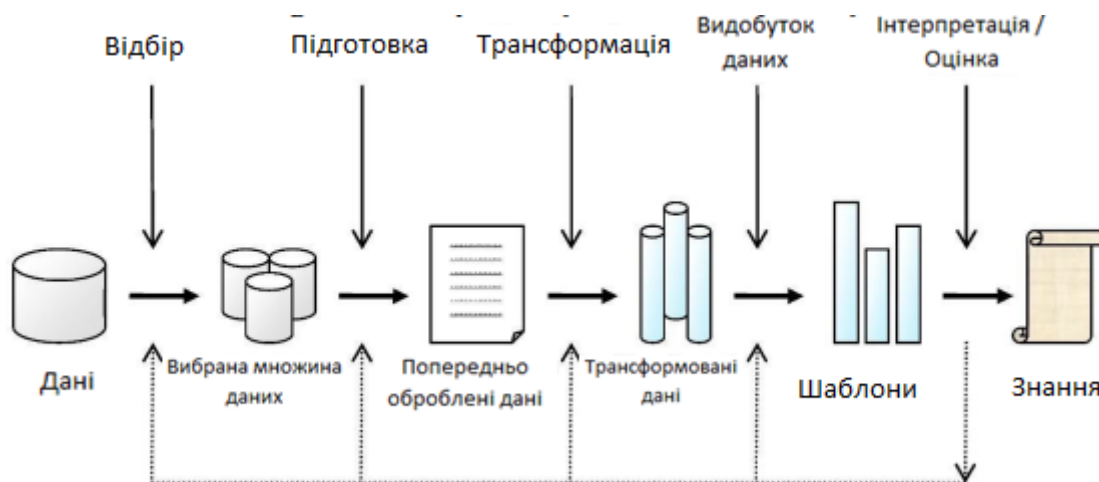 Відбір
Підготовка
Трансформація
Видобуток
даних
Інтерпретація /
Оцінка
Дані
Вибрана множина
даних
Попередньо
оброблені дані
Трансформовані
дані
Шаблони
Знання